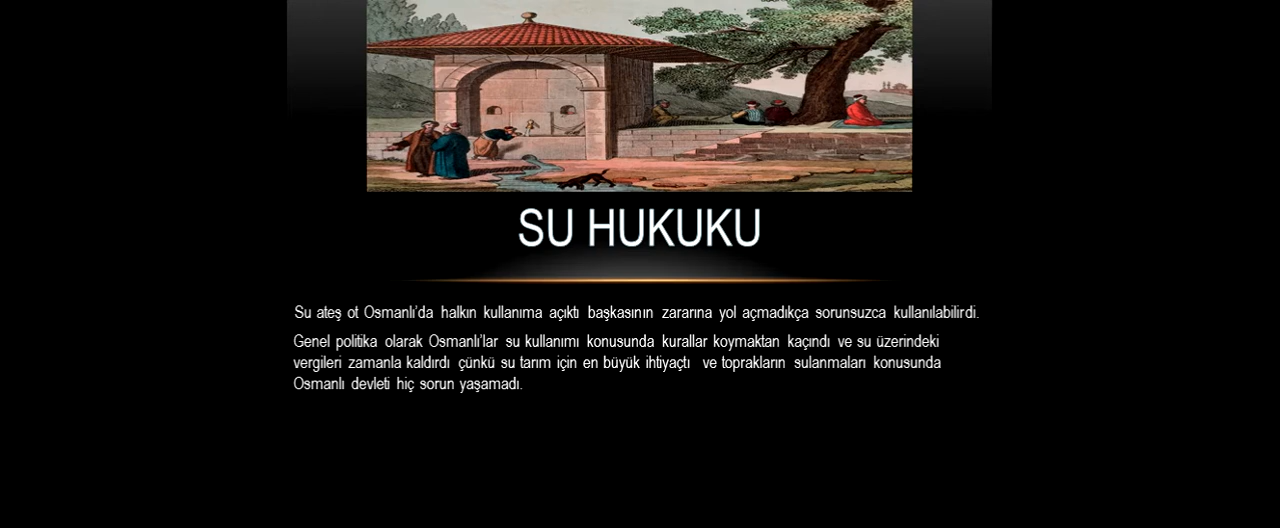 SU HUKUKU
Su ateş ot Osmanlı'da halkın kullanıma açıktı başkasının zararına yol açmadıkça sorunsuzca kullanılabilirdi.
Genel politika olarak Osmanlı'lar su kullanımı konusunda kurallar koymaktan kaçındı ve su üzerindeki
vergileri zamanla kaldırdı çünkü su tarım için en büyük ihtiyaçtı ve toprakların sulanmaları konusunda
Osmanlı devleti hiç sorun yaşamadı.